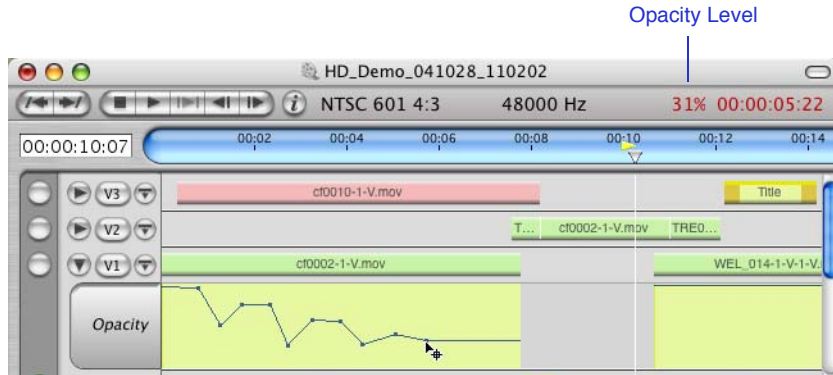 Opacity Level
HD_Demo_041028_110202
i NTSC 601 4:3 48000 Hz 31% 00:00:05:22
00:00:10:07 00:02 00:04 00:06 00:08 00:10 00:12 00:14
V3 cf0010-1-V.mov Title
V2 T... cf0002-1-V.mov TRE0...
V1 cf0002-1-V.mov WEL_014-1-V-1-V.
Opacity